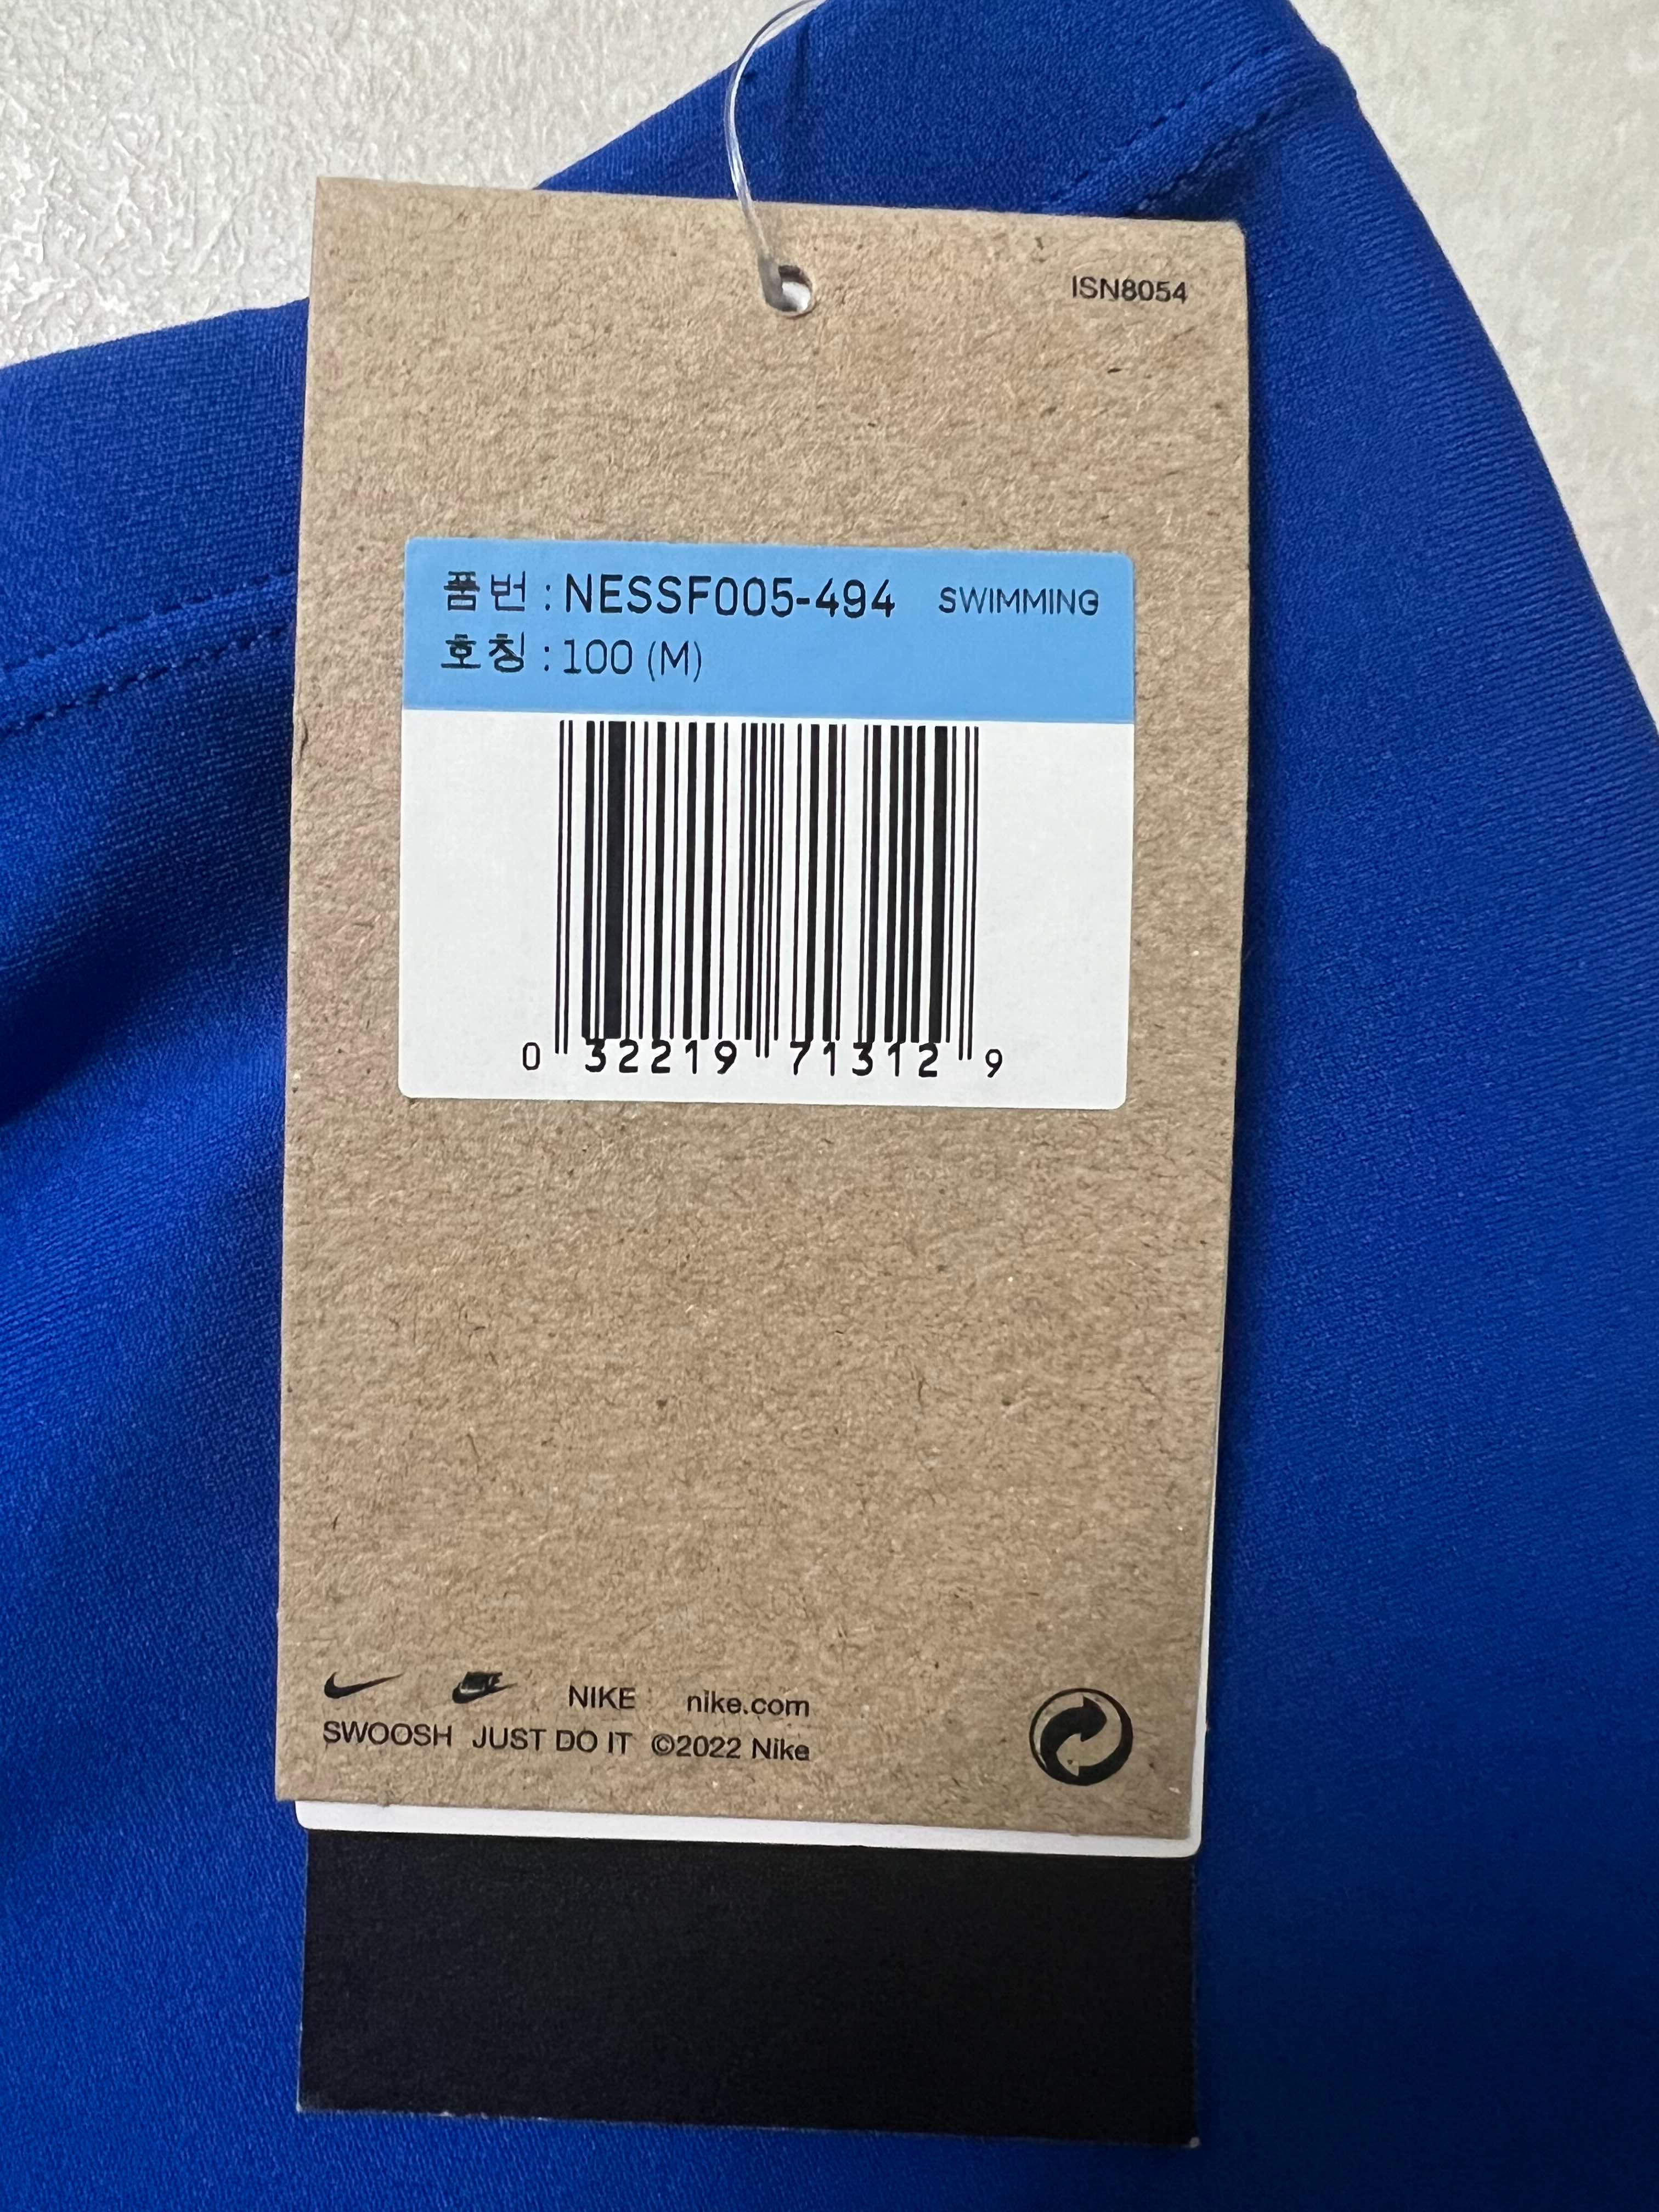 ISN8054
품번 : NESSF005-494 SWIMMING
호칭 : 100 (M)
0 32219 71312 9
NIKE nike.com
SWOOSH JUST DO IT ©2022 Nike